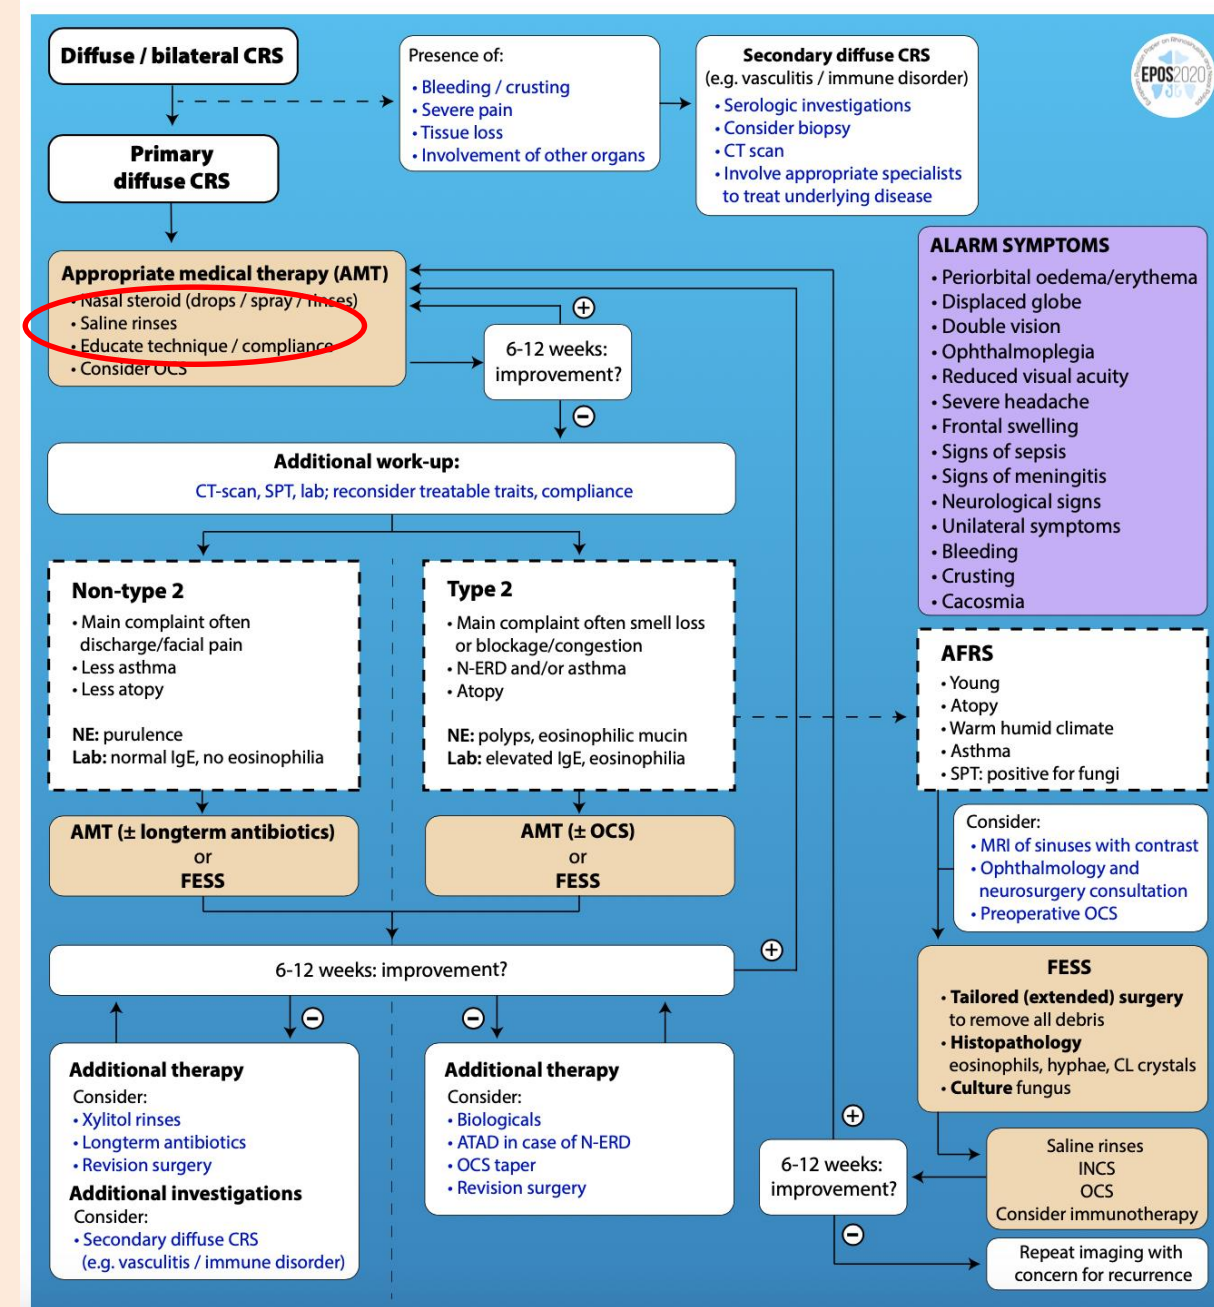 Diffuse / bilateral CRS
Presence of:
• Bleeding / crusting
• Severe pain
• Tissue loss
• Involvement of other organs
Secondary diffuse CRS
(e.g. vasculitis / immune disorder)
• Serologic investigations
• Consider biopsy
• CT scan
• Involve appropriate specialists
to treat underlying disease
EPOS2020
Primary
diffuse CRS
Appropriate medical therapy (AMT)
• Nasal steroid (drops / spray / rinses)
• Saline rinses
• Educate technique / compliance
• Consider OCS
+
6-12 weeks:
improvement?
−
ALARM SYMPTOMS
• Periorbital oedema/erythema
• Displaced globe
• Double vision
• Ophthalmoplegia
• Reduced visual acuity
• Severe headache
• Frontal swelling
• Signs of sepsis
• Signs of meningitis
• Neurological signs
• Unilateral symptoms
• Bleeding
• Crusting
• Cacosmia
Additional work-up:
CT-scan, SPT, lab; reconsider treatable traits, compliance
Non-type 2
• Main complaint often
discharge/facial pain
• Less asthma
• Less atopy
NE: purulence
Lab: normal IgE, no eosinophilia
Type 2
• Main complaint often smell loss
or blockage/congestion
• N-ERD and/or asthma
• Atopy
NE: polyps, eosinophilic mucin
Lab: elevated IgE, eosinophilia
AFRS
• Young
• Atopy
• Warm humid climate
• Asthma
• SPT: positive for fungi
AMT (± longterm antibiotics)
or
FESS
AMT (± OCS)
or
FESS
Consider:
• MRI of sinuses with contrast
• Ophthalmology and
neurosurgery consultation
• Preoperative OCS
6-12 weeks: improvement?
+
−
−
FESS
• Tailored (extended) surgery
to remove all debris
• Histopathology
eosinophils, hyphae, CL crystals
• Culture fungus
Additional therapy
Consider:
• Xylitol rinses
• Longterm antibiotics
• Revision surgery
Additional investigations
Consider:
• Secondary diffuse CRS
(e.g. vasculitis / immune disorder)
Additional therapy
Consider:
• Biologicals
• ATAD in case of N-ERD
• OCS taper
• Revision surgery
+
6-12 weeks:
improvement?
−
Saline rinses
INCS
OCS
Consider immunotherapy
Repeat imaging with
concern for recurrence